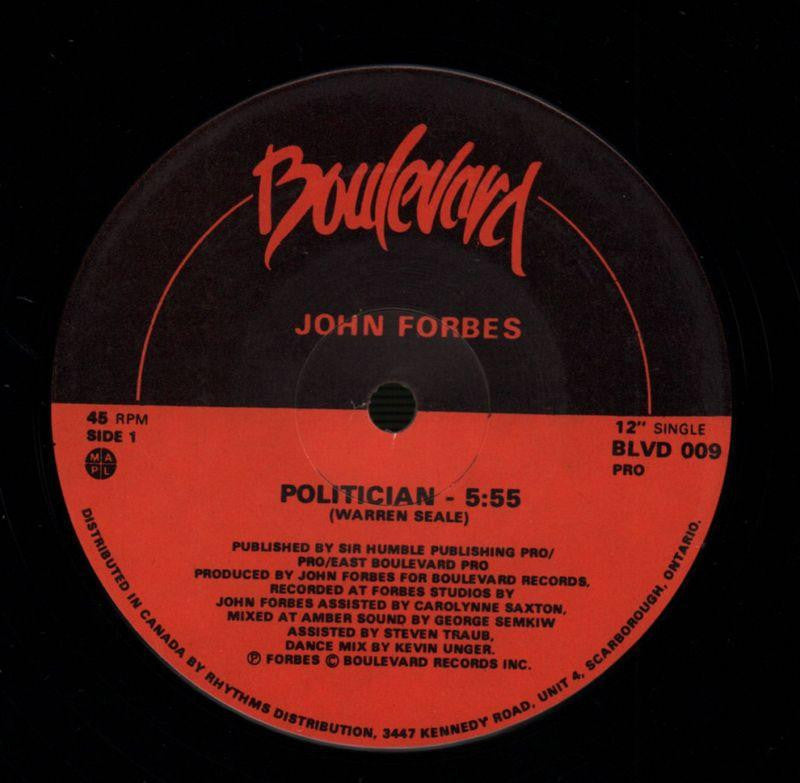 Boulevard
JOHN FORBES
45 RPM
SIDE 1
M A
P L
12" SINGLE
BLVD 009
PRO
POLITICIAN - 5:55
(WARREN SEALE)
PUBLISHED BY SIR HUMBLE PUBLISHING PRO/
PRO/EAST BOULEVARD PRO
PRODUCED BY JOHN FORBES FOR BOULEVARD RECORDS,
RECORDED AT FORBES STUDIOS BY
JOHN FORBES ASSISTED BY CAROLYNNE SAXTON,
MIXED AT AMBER SOUND BY GEORGE SEMKIW
ASSISTED BY STEVEN TRAUB,
DANCE MIX BY KEVIN UNGER.
℗ FORBES © BOULEVARD RECORDS INC.
DISTRIBUTED IN CANADA BY RHYTHMS DISTRIBUTION, 3447 KENNEDY ROAD, UNIT 4, SCARBOROUGH, ONTARIO.